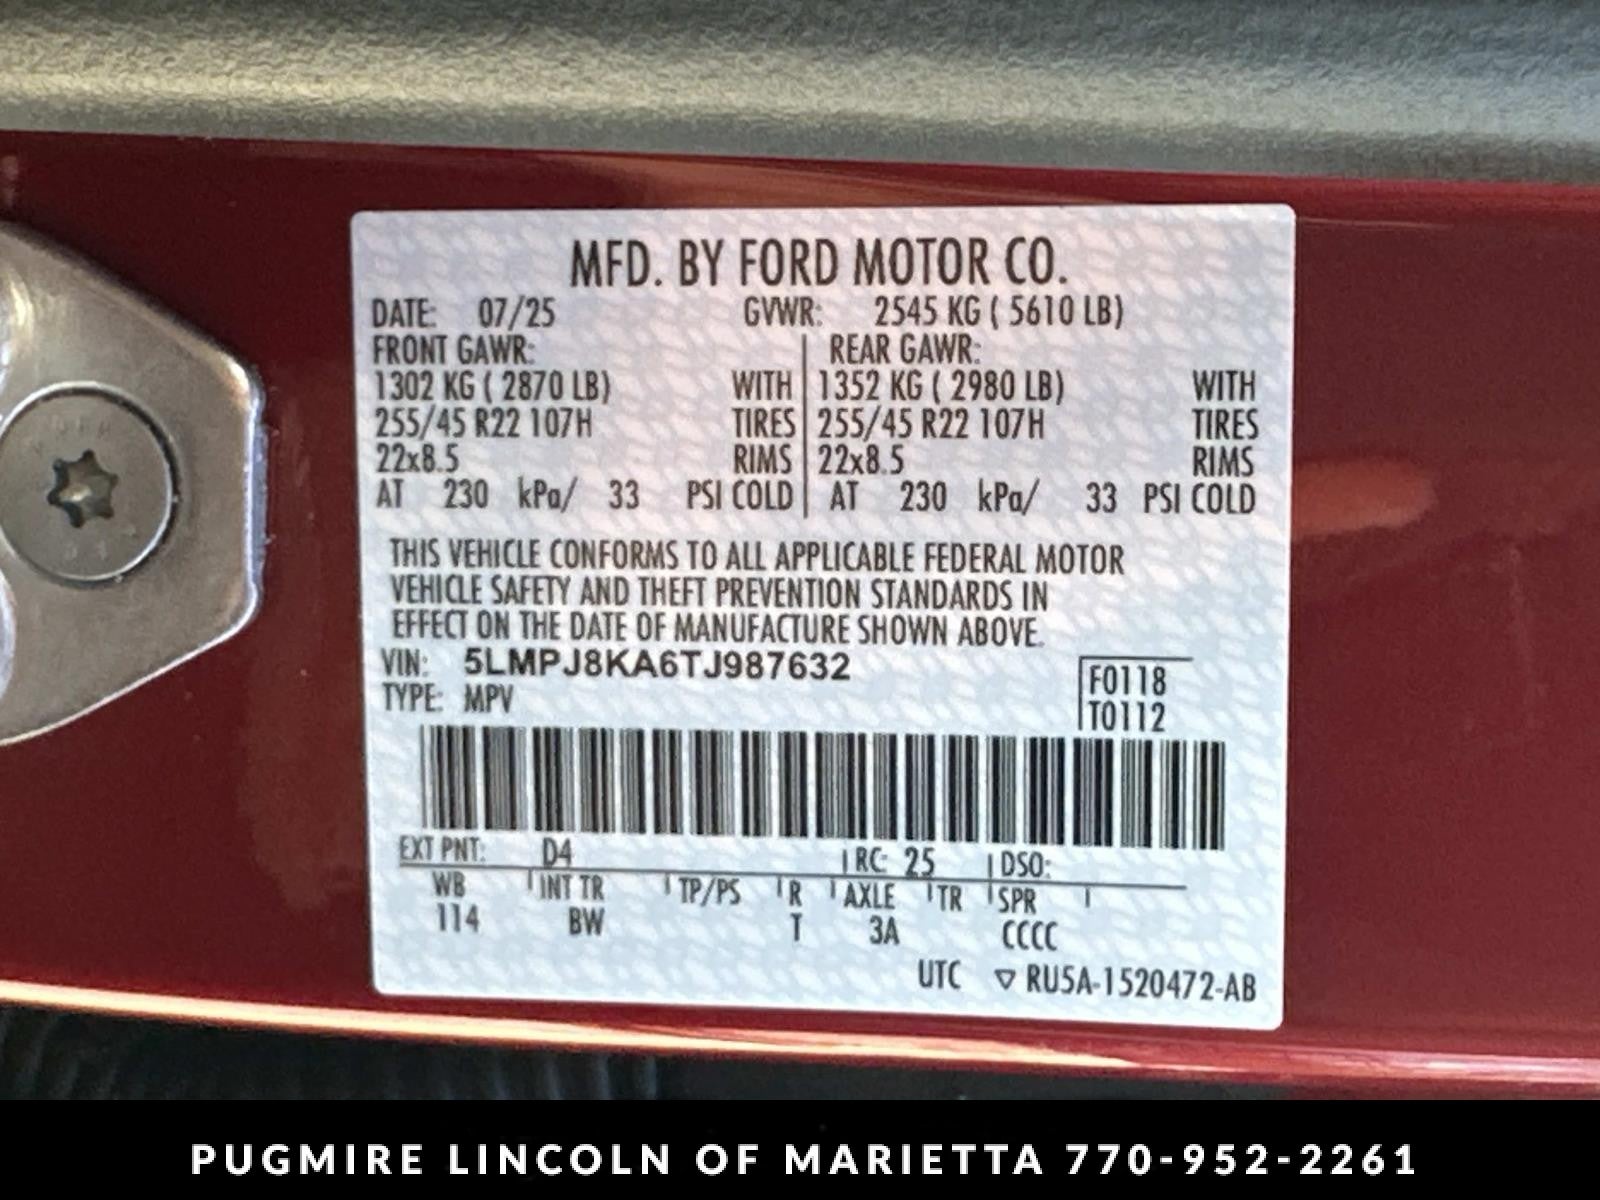 MFD. BY FORD MOTOR CO.
DATE: 07/25 GVWR: 2545 KG ( 5610 LB)
FRONT GAWR: REAR GAWR:
1302 KG ( 2870 LB) WITH 1352 KG ( 2980 LB) WITH
255/45 R22 107H TIRES 255/45 R22 107H TIRES
22x8.5 RIMS 22x8.5 RIMS
AT 230 kPa/ 33 PSI COLD AT 230 kPa/ 33 PSI COLD
THIS VEHICLE CONFORMS TO ALL APPLICABLE FEDERAL MOTOR
VEHICLE SAFETY AND THEFT PREVENTION STANDARDS IN
EFFECT ON THE DATE OF MANUFACTURE SHOWN ABOVE.
VIN: 5LMPJ8KA6TJ987632
F0118
TYPE: MPV
T0112
EXT PNT: D4 RC: 25 DSO:
WB INT TR TP/PS R AXLE TR SPR
114 BW T 3A CCCC
UTC ▽ RU5A-1520472-AB
PUGMIRE LINCOLN OF MARIETTA 770-952-2261